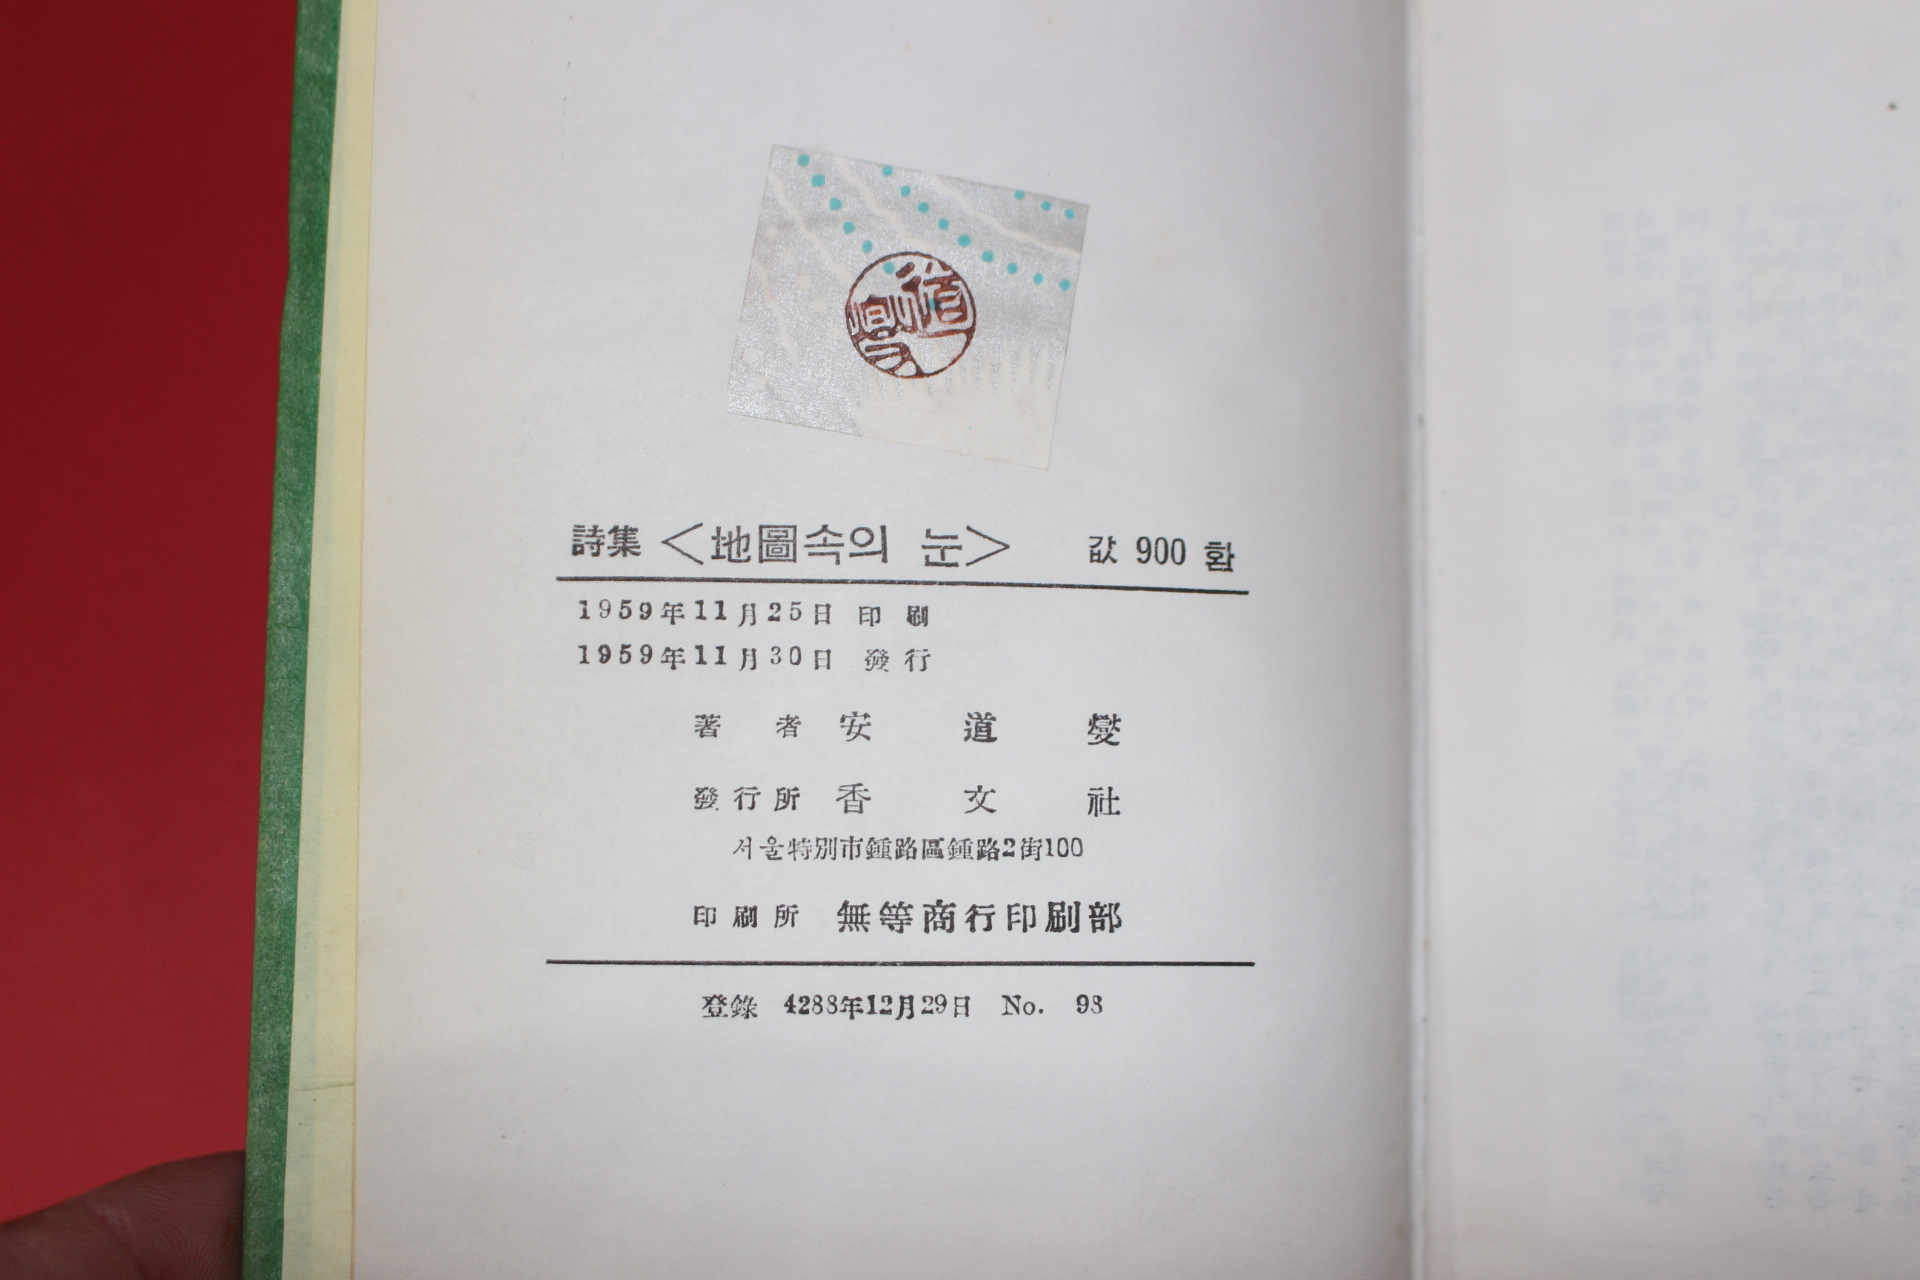 道燮
詩集 <地圖속의 눈> 값 900 환
1959年11月25日 印刷
1959年11月30日 發行
著者 安道燮
發行所 香文社
서울特別市鍾路區鍾路2街100
印刷所 無等商行印刷部
登錄 4288年12月29日 No. 98